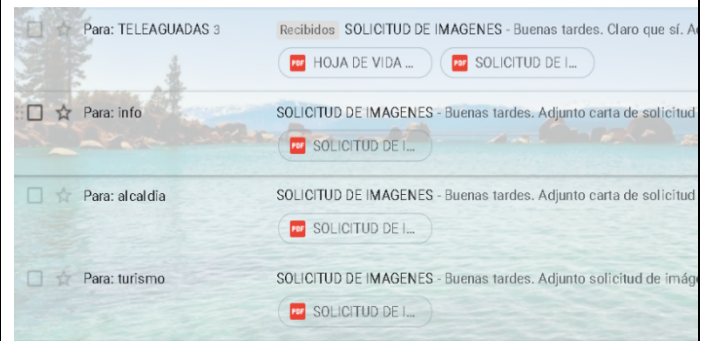 Para: TELEAGUADAS 3 Recibidos SOLICITUD DE IMAGENES - Buenas tardes. Claro que sí. A
PDF HOJA DE VIDA ... PDF SOLICITUD DE I...
Para: info SOLICITUD DE IMAGENES - Buenas tardes. Adjunto carta de solicitud
PDF SOLICITUD DE I...
Para: alcaldia SOLICITUD DE IMAGENES - Buenas tardes. Adjunto carta de solicitud
PDF SOLICITUD DE I...
Para: turismo SOLICITUD DE IMAGENES - Buenas tardes. Adjunto solicitud de imág
PDF SOLICITUD DE I...